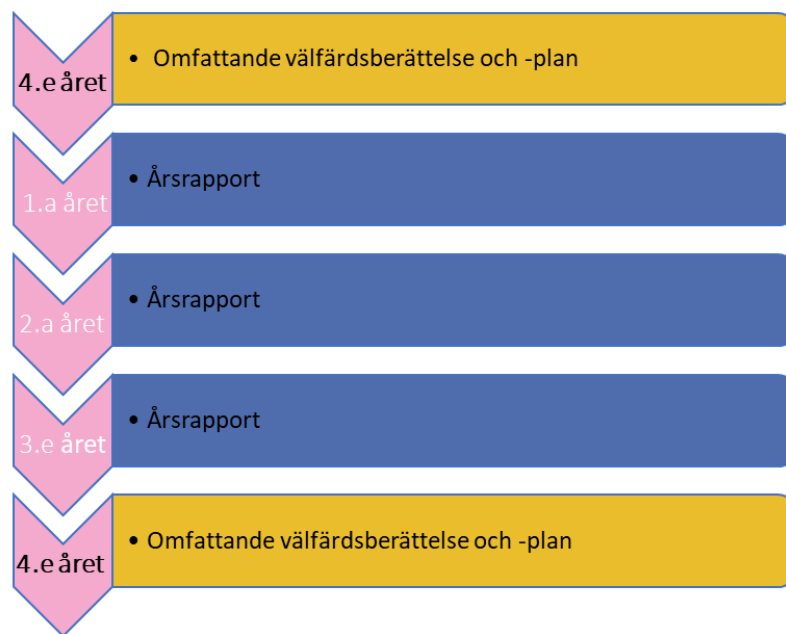 • Omfattande välfärdsberättelse och -plan
4.e året
• Årsrapport
1.a året
• Årsrapport
2.a året
• Årsrapport
3.e året
• Omfattande välfärdsberättelse och -plan
4.e året